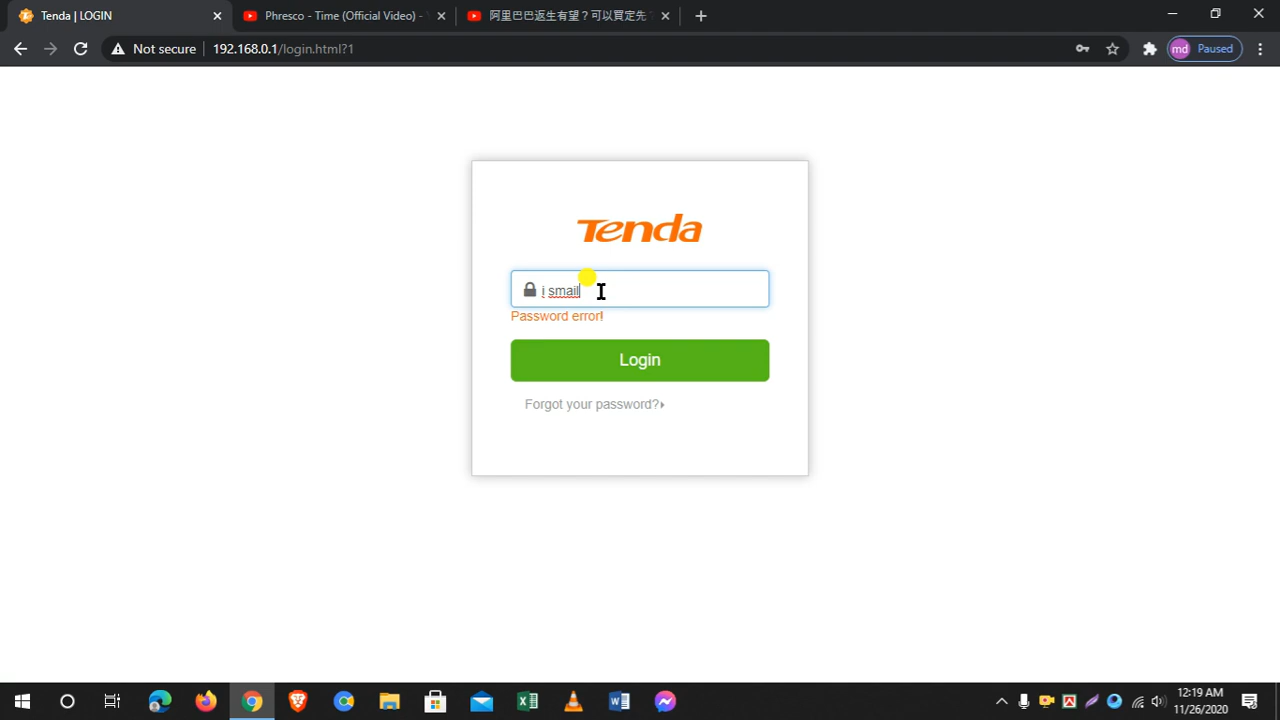 Tenda | LOGIN
Phresco - Time (Official Video) -
阿里巴巴返生有望？可以買定先
Not secure
192.168.0.1/login.html?1
md
Paused
Tenda
i smail
Password error!
Login
Forgot your password?
12:19 AM
11/26/2020